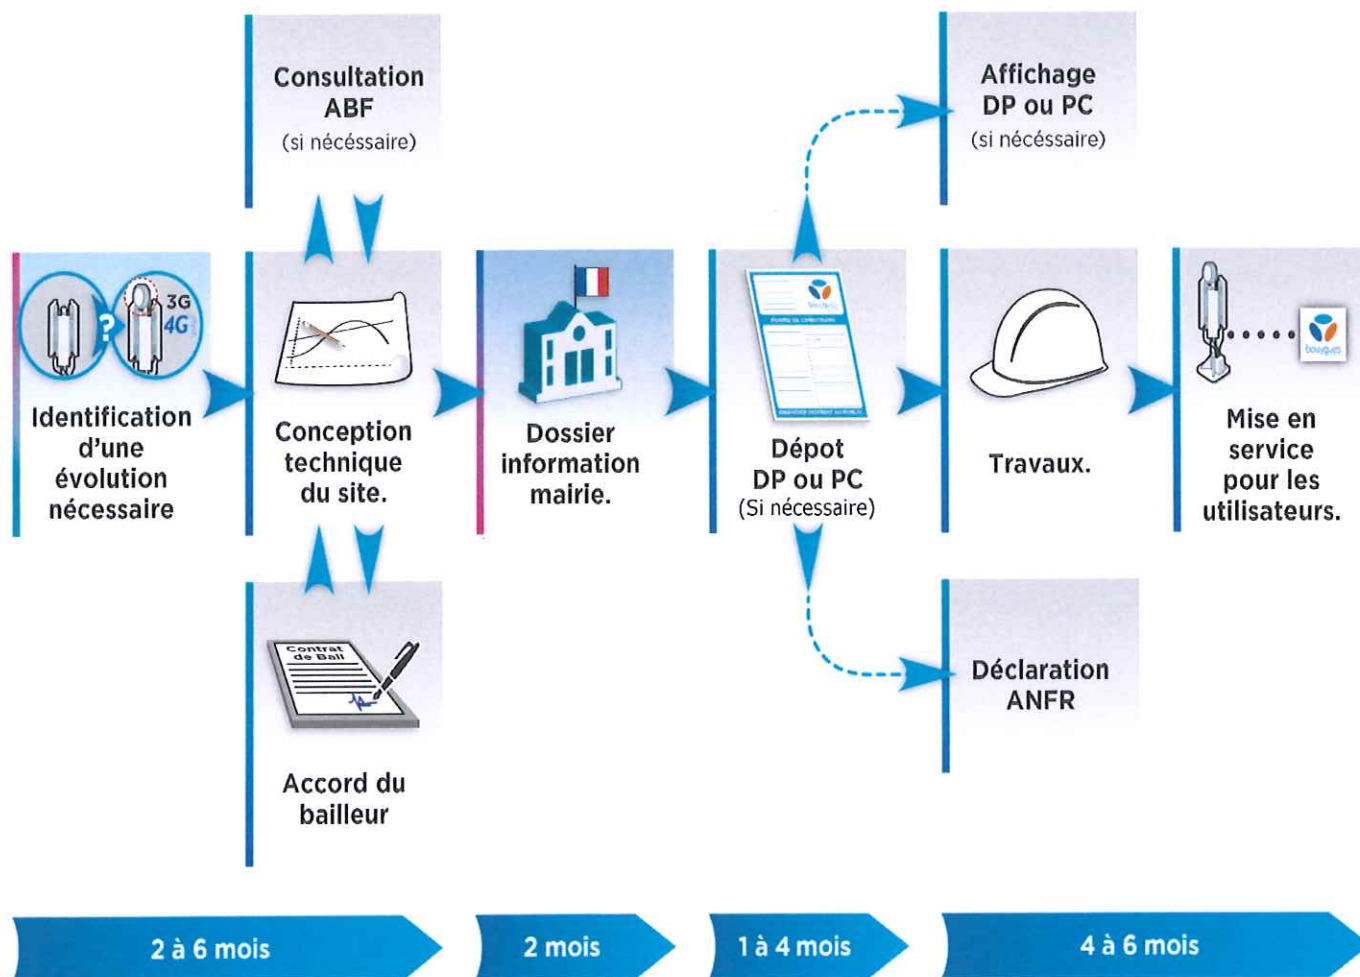 Consultation
ABF
(si nécéssaire)
Affichage
DP ou PC
(si nécéssaire)
?
3G
4G
Identification
d'une
évolution
nécessaire
Conception
technique
du site.
Dossier
information
mairie.
Dépot
DP ou PC
(Si nécessaire)
Travaux.
bouygues
Mise en
service
pour les
utilisateurs.
Contrat
de Bail
Accord du
bailleur
Déclaration
ANFR
2 à 6 mois
2 mois
1 à 4 mois
4 à 6 mois